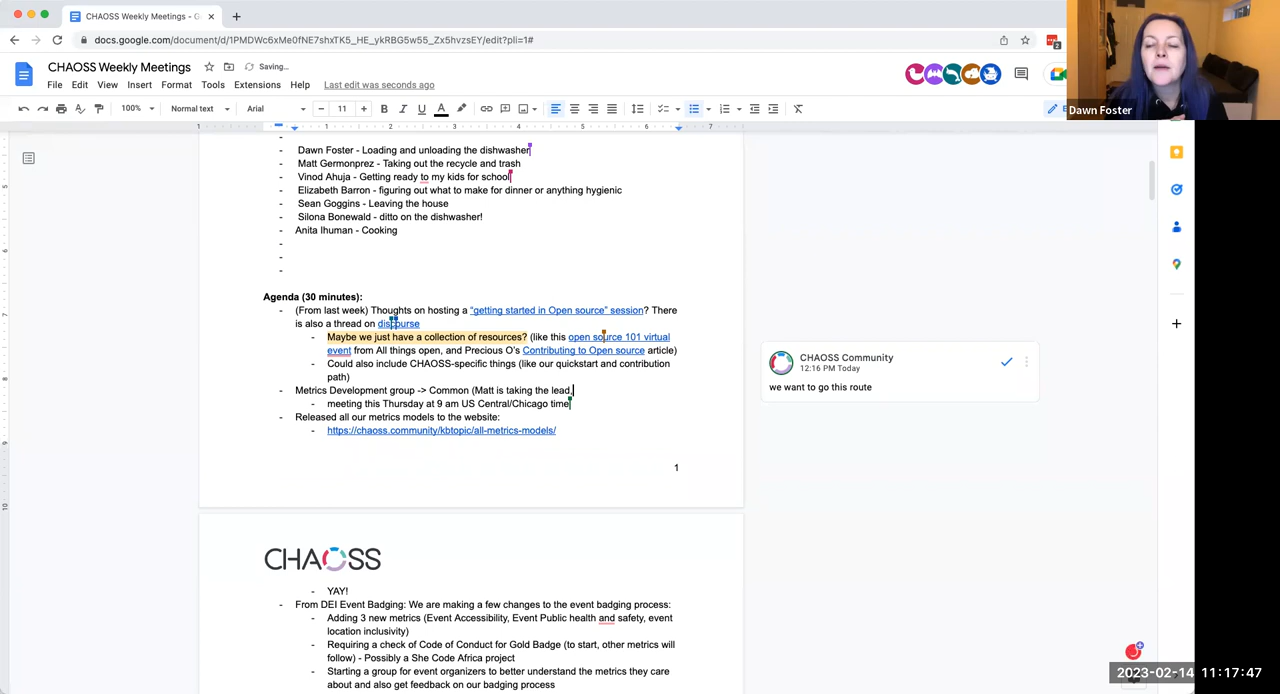 CHAOSS Weekly Meetings - G
docs.google.com/document/d/1PMDWc6xMe0fNE7shxTK5_HE_ykRBG5w55_Zx5hvzsEY/edit?pli=1#
2
CHAOSS Weekly Meetings
Saving...
File Edit View Insert Format Tools Extensions Help Last edit was seconds ago
100% Normal text Arial 11
Dawn Foster
1 1 2 3 4 5 6 7
- 
- Dawn Foster - Loading and unloading the dishwasher
- Matt Germonprez - Taking out the recycle and trash
- Vinod Ahuja - Getting ready to my kids for school
- Elizabeth Barron - figuring out what to make for dinner or anything hygienic
- Sean Goggins - Leaving the house
- Silona Bonewald - ditto on the dishwasher!
- Anita Ihuman - Cooking
-
-
-
Agenda (30 minutes):
- (From last week) Thoughts on hosting a “getting started in Open source” session? There
is also a thread on discourse
- Maybe we just have a collection of resources? (like this open source 101 virtual
event from All things open, and Precious O's Contributing to Open source article)
- Could also include CHAOSS-specific things (like our quickstart and contribution
path)
- Metrics Development group -> Common (Matt is taking the lead,
- meeting this Thursday at 9 am US Central/Chicago time
- Released all our metrics models to the website:
- https://chaoss.community/kbtopic/all-metrics-models/
1
CHAOSS Community
12:16 PM Today
we want to go this route
CHAOSS
- YAY!
- From DEI Event Badging: We are making a few changes to the event badging process:
- Adding 3 new metrics (Event Accessibility, Event Public health and safety, event
location inclusivity)
- Requiring a check of Code of Conduct for Gold Badge (to start, other metrics will
follow) - Possibly a She Code Africa project
- Starting a group for event organizers to better understand the metrics they care
about and also get feedback on our badging process
2023-02-14 11:17:47